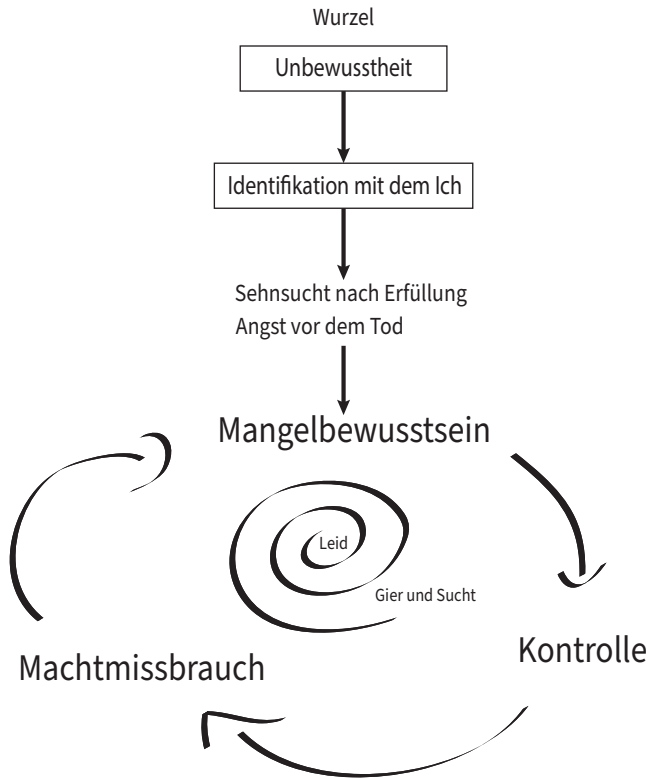 Wurzel
Unbewusstheit
Identifikation mit dem Ich
Sehnsucht nach Erfüllung
Angst vor dem Tod
Mangelbewusstsein
Leid
Gier und Sucht
Kontrolle
Machtmissbrauch